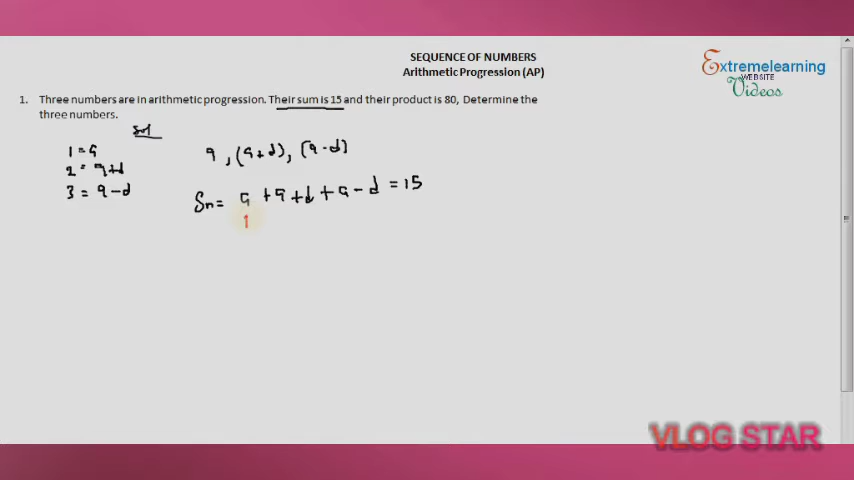 SEQUENCE OF NUMBERS
Arithmetic Progression (AP)
Extremelearning
WEBSITE
Videos
1. Three numbers are in arithmetic progression. Their sum is 15 and their product is 80, Determine the
three numbers.
Sol
1 = a
2 = a+d
3 = a-d
a, (a+d), (a-d)
Sn = a + a + d + a - d = 15
1
VLOG STAR